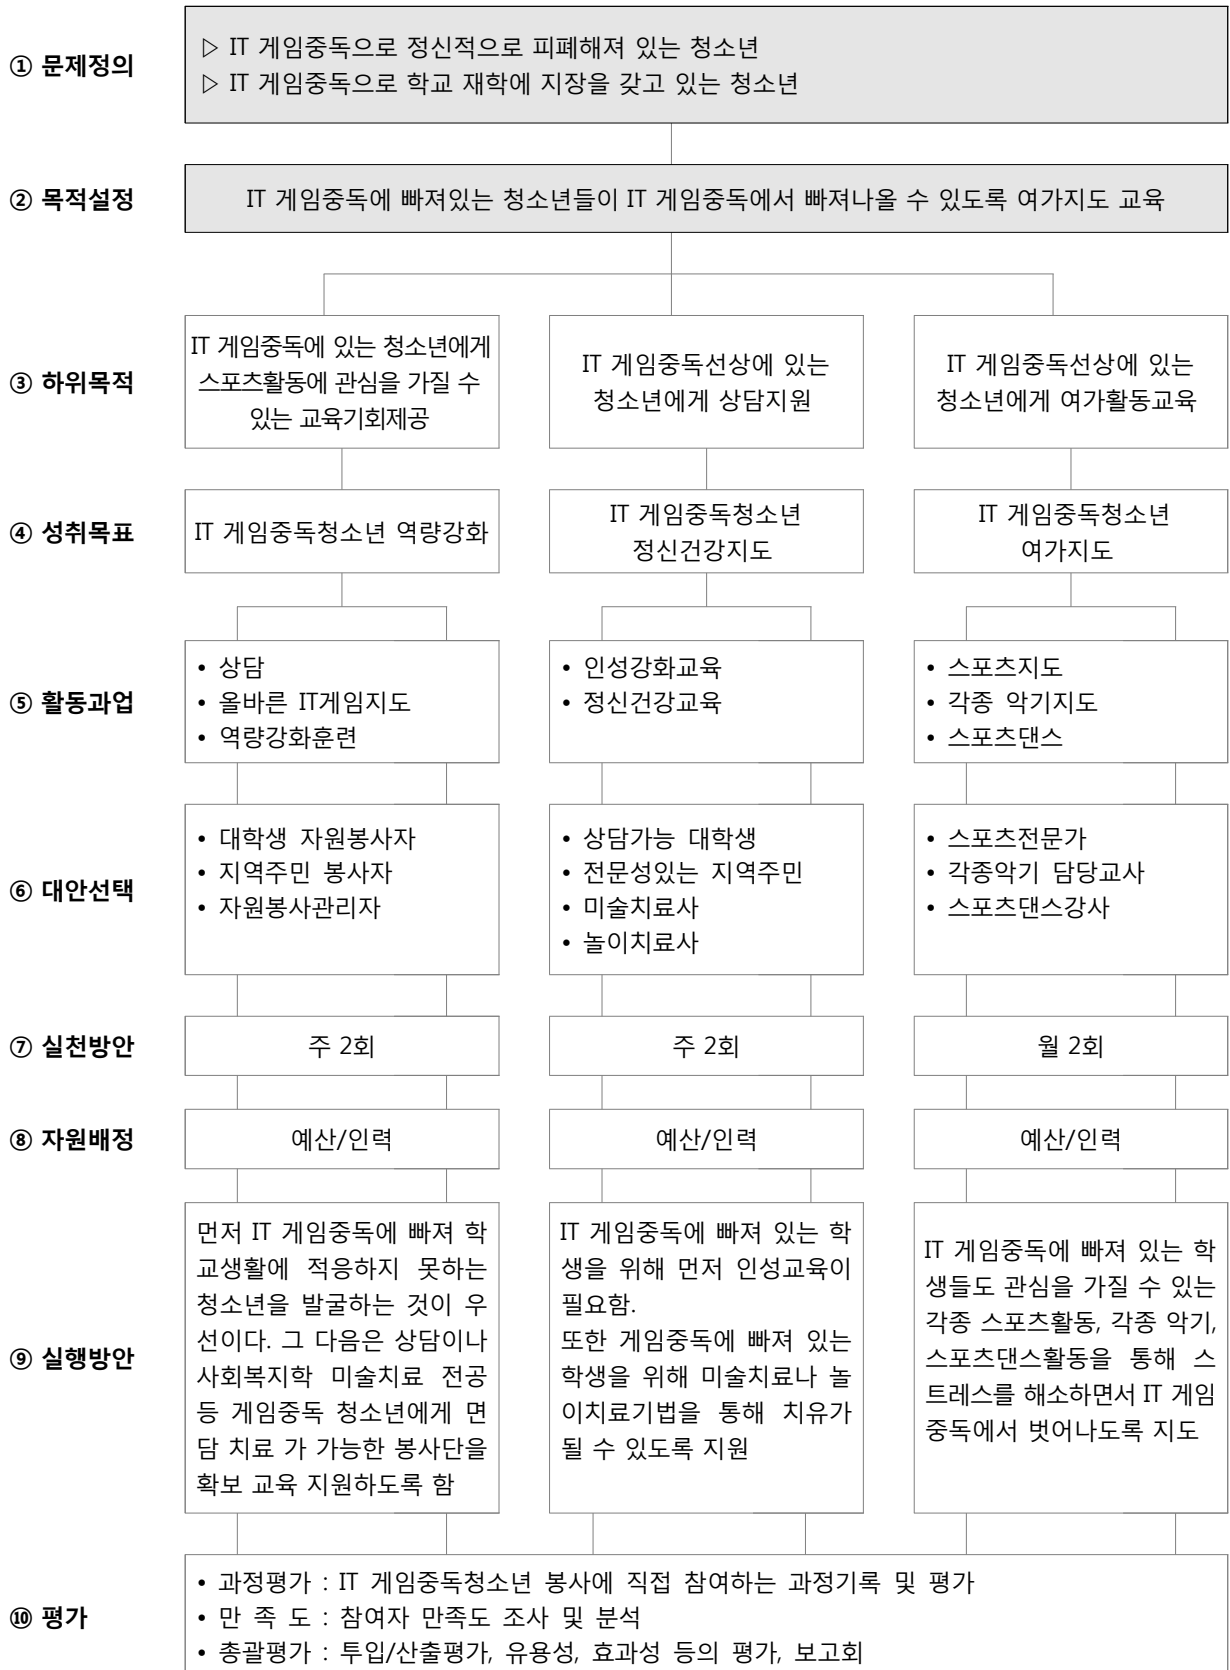 ① 문제정의
▷ IT 게임중독으로 정신적으로 피폐해져 있는 청소년
▷ IT 게임중독으로 학교 재학에 지장을 갖고 있는 청소년
② 목적설정
IT 게임중독에 빠져있는 청소년들이 IT 게임중독에서 빠져나올 수 있도록 여가지도 교육
③ 하위목적
IT 게임중독에 있는 청소년에게
스포츠활동에 관심을 가질 수
있는 교육기회제공
IT 게임중독선상에 있는
청소년에게 상담지원
IT 게임중독선상에 있는
청소년에게 여가활동교육
④ 성취목표
IT 게임중독청소년 역량강화
IT 게임중독청소년
정신건강지도
IT 게임중독청소년
여가지도
⑤ 활동과업
• 상담
• 올바른 IT게임지도
• 역량강화훈련
• 인성강화교육
• 정신건강교육
• 스포츠지도
• 각종 악기지도
• 스포츠댄스
⑥ 대안선택
• 대학생 자원봉사자
• 지역주민 봉사자
• 자원봉사관리자
• 상담가능 대학생
• 전문성있는 지역주민
• 미술치료사
• 놀이치료사
• 스포츠전문가
• 각종악기 담당교사
• 스포츠댄스강사
⑦ 실천방안
주 2회
주 2회
월 2회
⑧ 자원배정
예산/인력
예산/인력
예산/인력
⑨ 실행방안
먼저 IT 게임중독에 빠져 학
교생활에 적응하지 못하는
청소년을 발굴하는 것이 우
선이다. 그 다음은 상담이나
사회복지학 미술치료 전공
등 게임중독 청소년에게 면
담 치료 가 가능한 봉사단을
확보 교육 지원하도록 함
IT 게임중독에 빠져 있는 학
생을 위해 먼저 인성교육이
필요함.
또한 게임중독에 빠져 있는
학생을 위해 미술치료나 놀
이치료기법을 통해 치유가
될 수 있도록 지원
IT 게임중독에 빠져 있는 학
생들도 관심을 가질 수 있는
각종 스포츠활동, 각종 악기,
스포츠댄스활동을 통해 스
트레스를 해소하면서 IT 게임
중독에서 벗어나도록 지도
⑩ 평가
• 과정평가 : IT 게임중독청소년 봉사에 직접 참여하는 과정기록 및 평가
• 만 족 도 : 참여자 만족도 조사 및 분석
• 총괄평가 : 투입/산출평가, 유용성, 효과성 등의 평가, 보고회